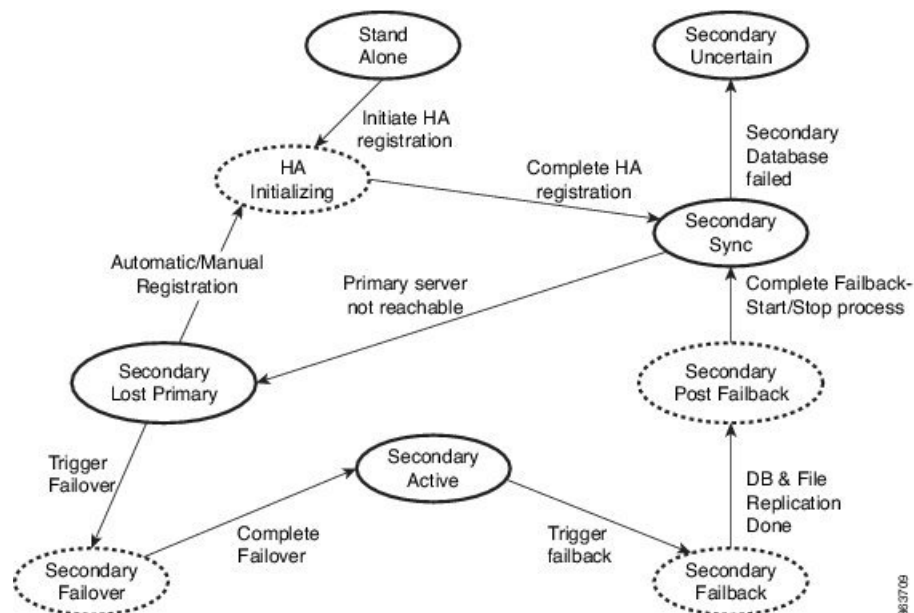 Stand
Alone
Secondary
Uncertain
Initiate HA
registration
Secondary
Database
failed
HA
Initializing
Complete HA
registration
Secondary
Sync
Automatic/Manual
Registration
Primary server
not reachable
Complete Failback-
Start/Stop process
Secondary
Lost Primary
Secondary
Post Failback
Trigger
Failover
Secondary
Active
DB & File
Replication
Done
Complete
Failover
Trigger
failback
Secondary
Failover
Secondary
Failback